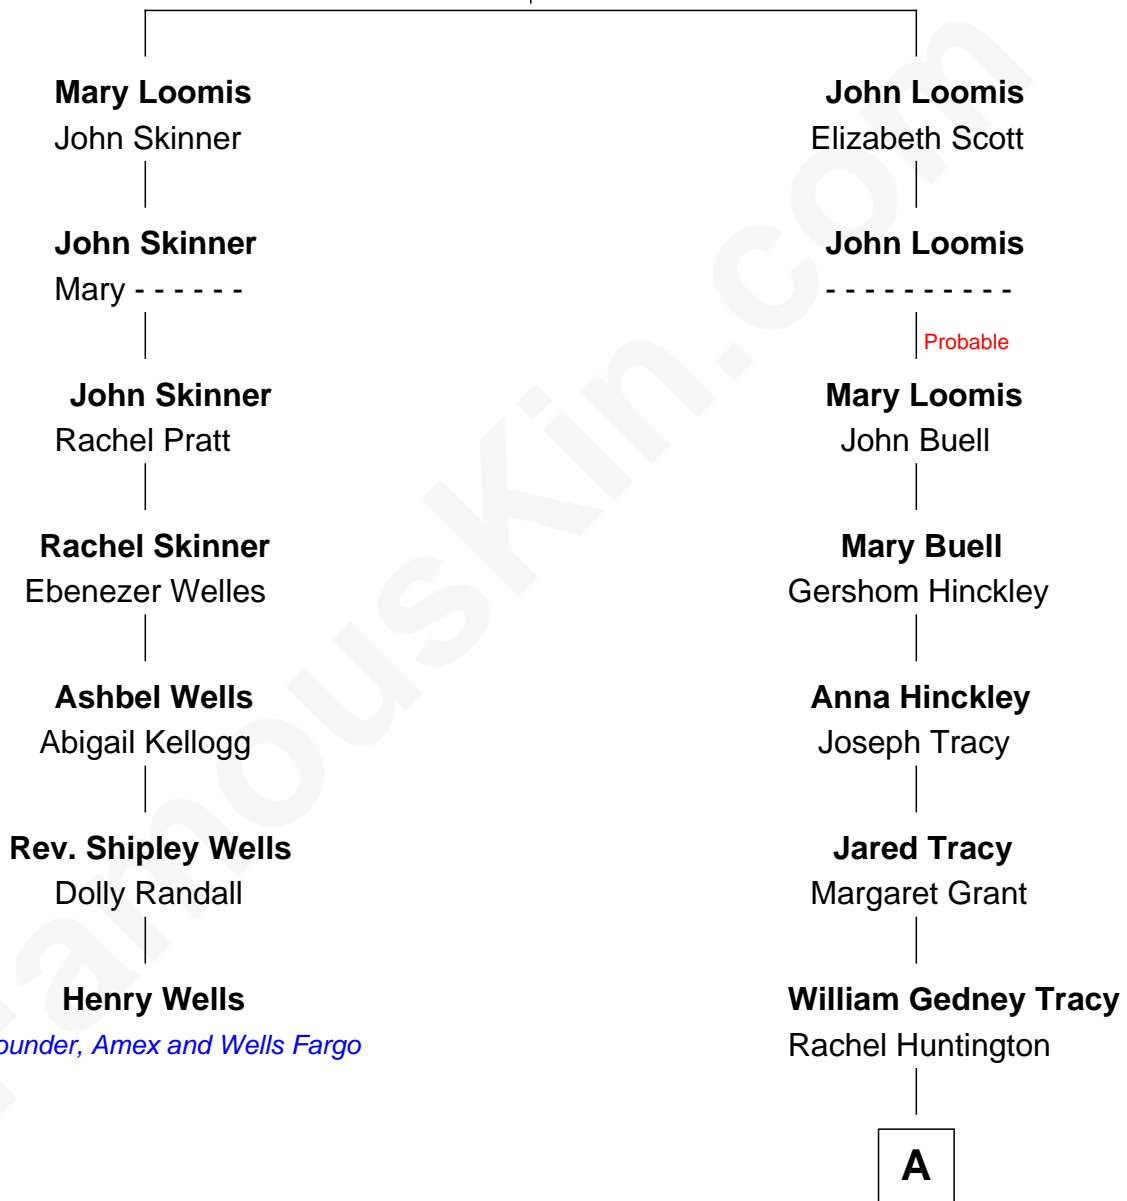 Mary Loomis
John Skinner
John Loomis
Elizabeth Scott
John Skinner
Mary - - - - - -
John Loomis
- - - - - - - - - -
Probable
John Skinner
Rachel Pratt
Mary Loomis
John Buell
Rachel Skinner
Ebenezer Welles
Mary Buell
Gershom Hinckley
Ashbel Wells
Abigail Kellogg
Anna Hinckley
Joseph Tracy
Rev. Shipley Wells
Dolly Randall
Jared Tracy
Margaret Grant
Henry Wells
ounder, Amex and Wells Fargo
William Gedney Tracy
Rachel Huntington
A
FamousKin.com